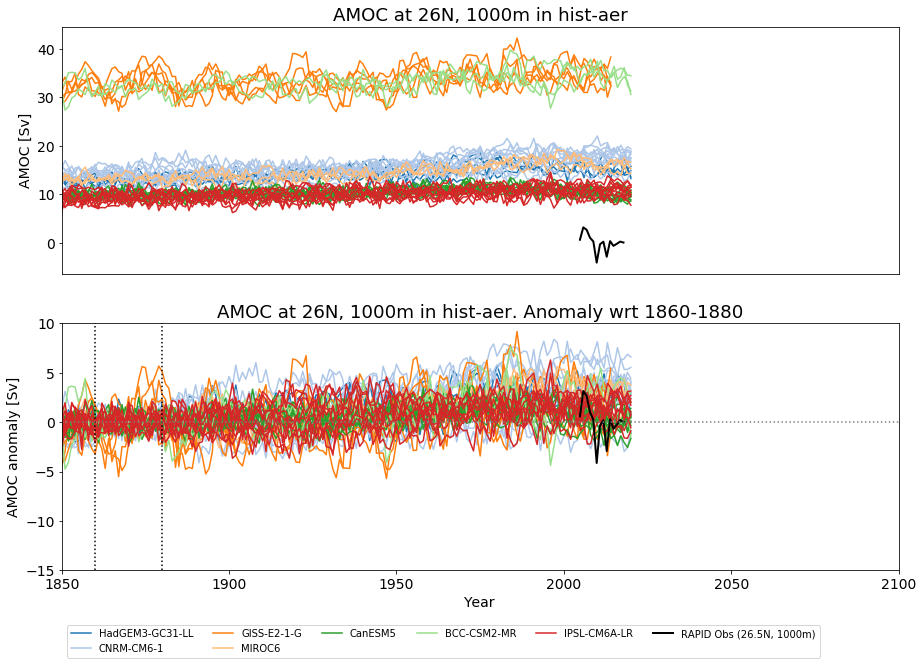 AMOC at 26N, 1000m in hist-aer
40
30
20
10
0
AMOC [Sv]
AMOC at 26N, 1000m in hist-aer. Anomaly wrt 1860-1880
10
5
0
−5
−10
−15
AMOC anomaly [Sv]
1850 1900 1950 2000 2050 2100
Year
HadGEM3-GC31-LL GISS-E2-1-G CanESM5 BCC-CSM2-MR IPSL-CM6A-LR RAPID Obs (26.5N, 1000m)
CNRM-CM6-1 MIROC6